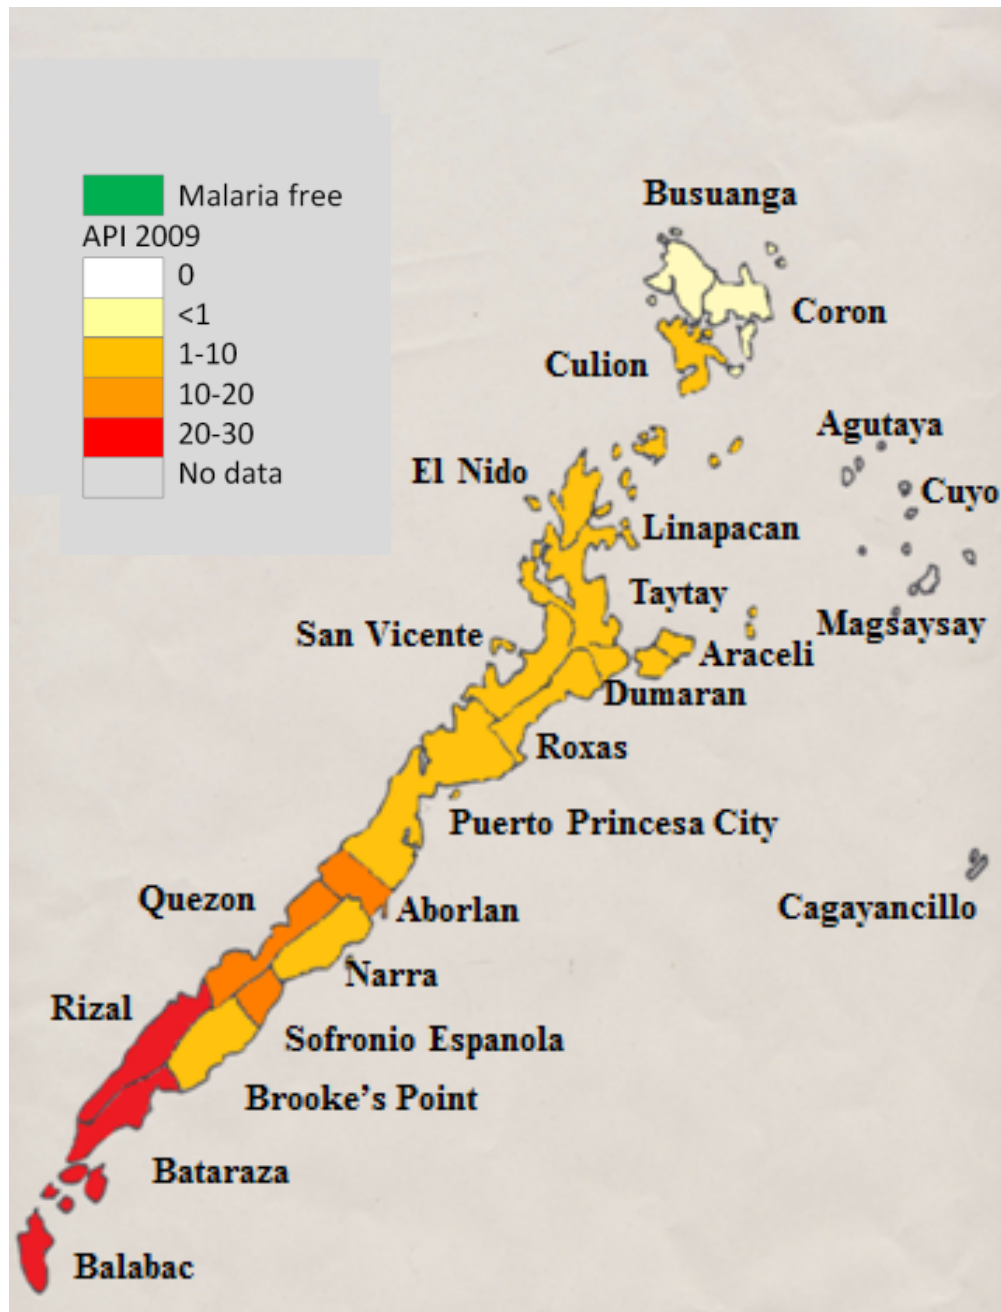 Malaria free
API 2009
0
<1
1-10
10-20
20-30
No data
Busuanga
Coron
Culion
Agutaya
El Nido
Cuyo
Linapacan
Taytay
Magsaysay
San Vicente
Araceli
Dumaran
Roxas
Puerto Princesa City
Quezon
Aborlan
Cagayancillo
Narra
Rizal
Sofronio Espanola
Brooke's Point
Bataraza
Balabac